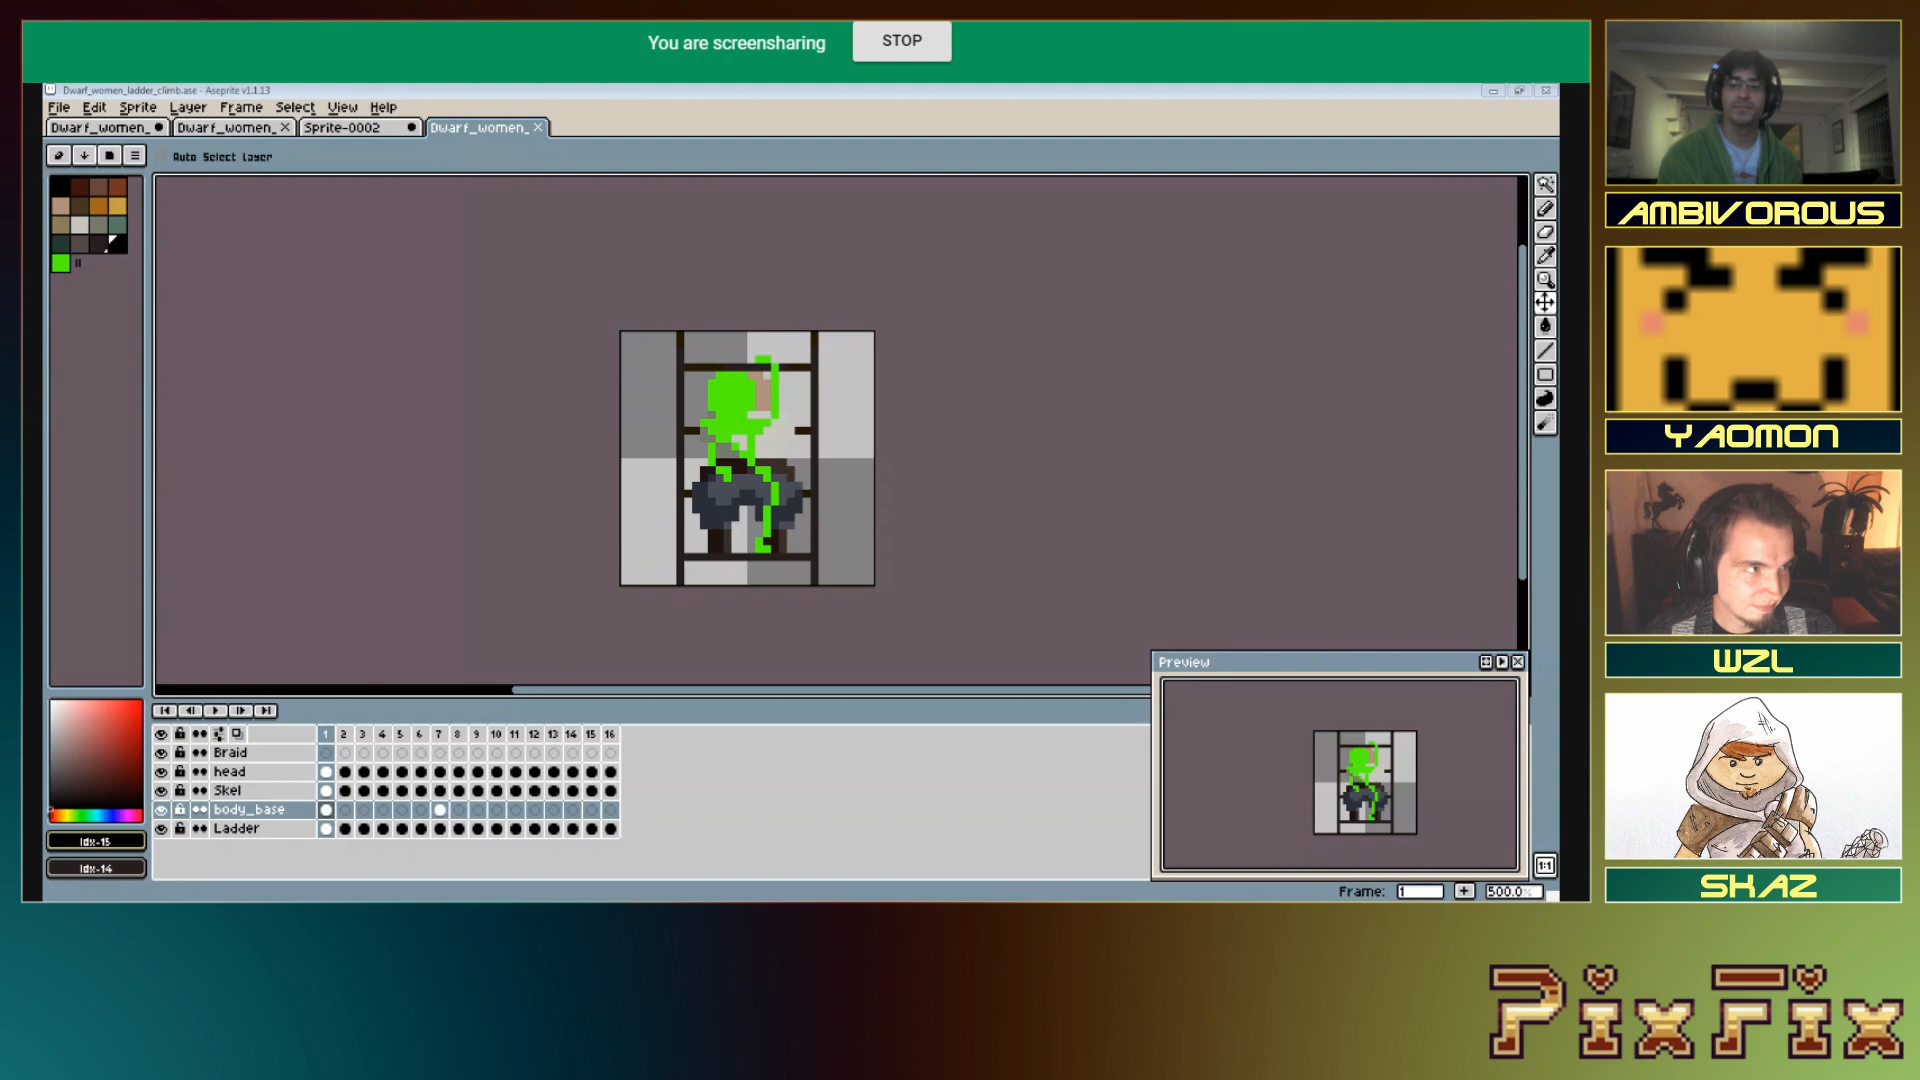 You are screensharing
STOP
Dwarf_women_ladder_climb.ase - Aseprite v1.1.13
File Edit Sprite Layer Frame Select View Help
Dwarf_women_ Dwarf_women_ Sprite-0002 Dwarf_women_
Auto Select Layer
Preview
1 2 3 4 5 6 7 8 9 10 11 12 13 14 15 16
Braid
head
Skel
body_base
Ladder
Idx-15
Idx-14
1:1
Frame: 1 + 500.0
AMBIVOROUS
YAOMON
WZL
SKAZ
PixFix